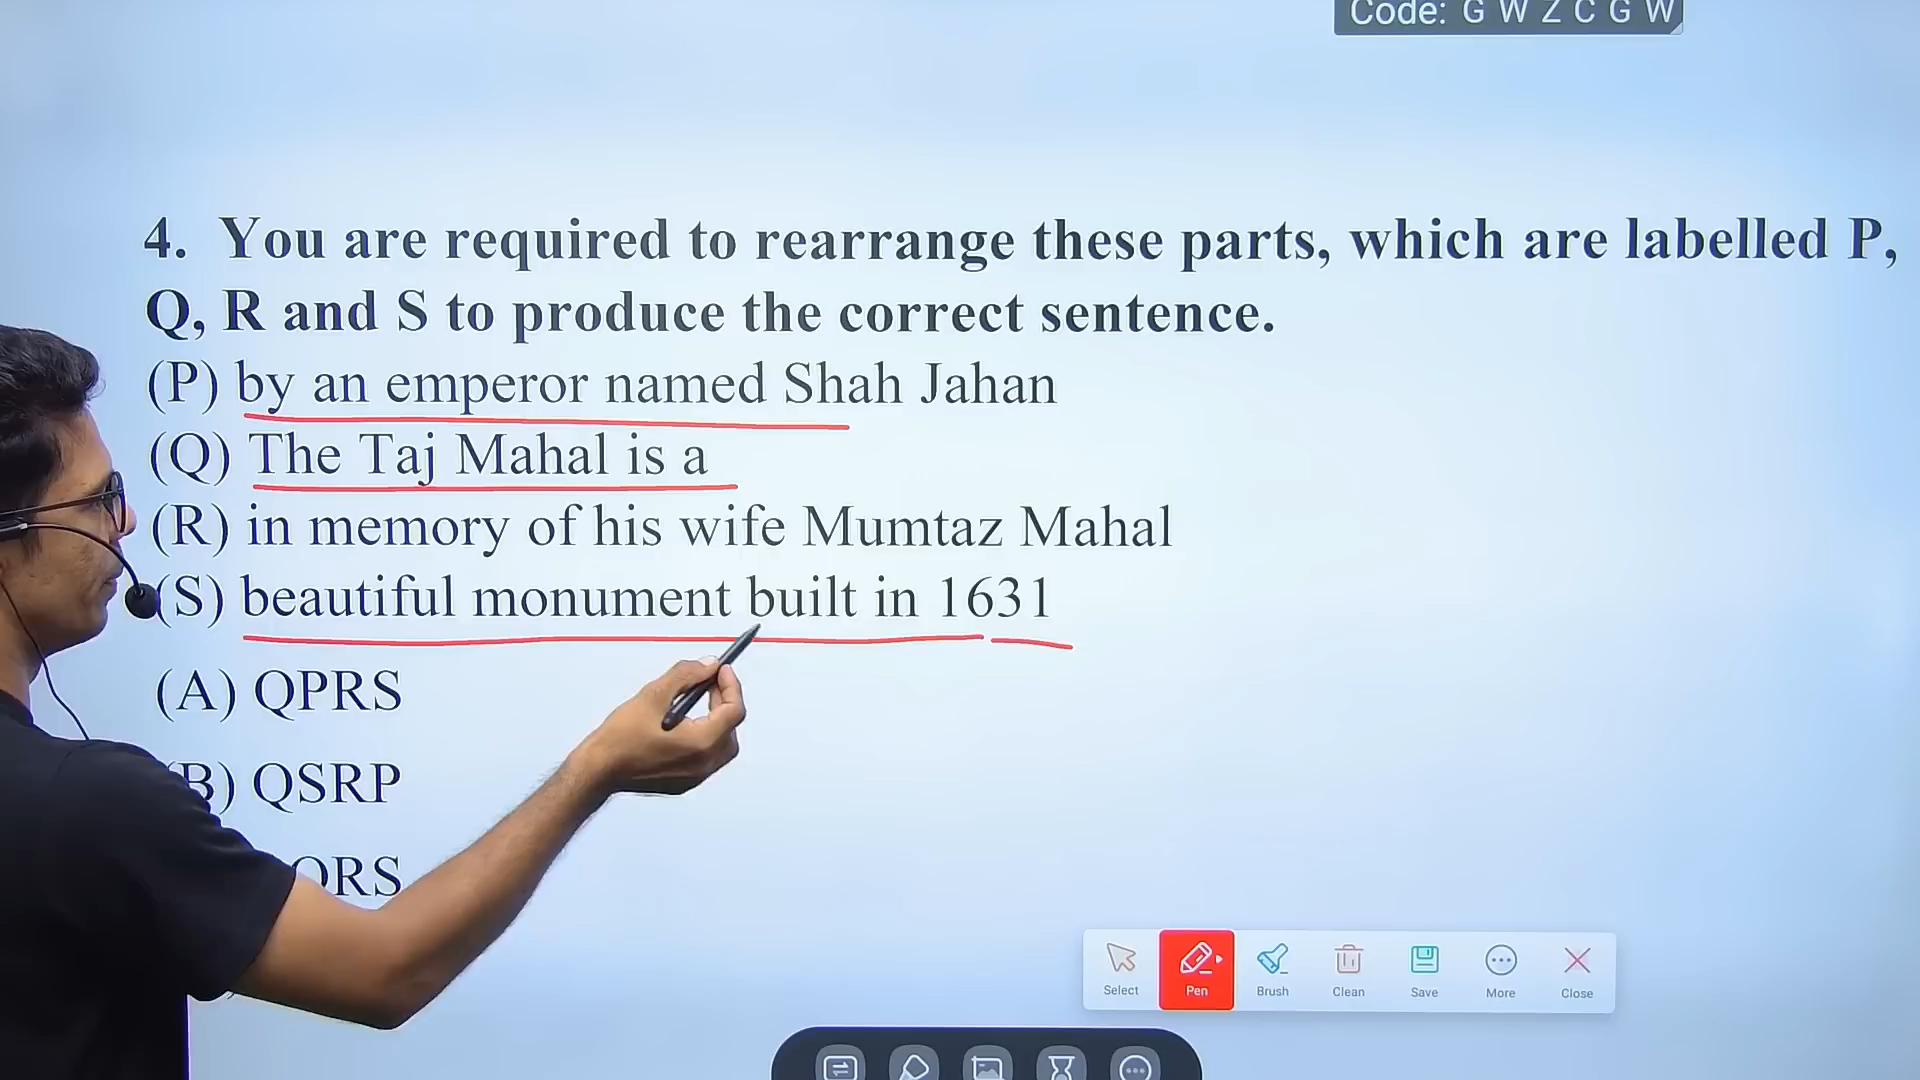 Code: G W Z C G W
4. You are required to rearrange these parts, which are labelled P,
Q, R and S to produce the correct sentence.
(P) by an emperor named Shah Jahan
(Q) The Taj Mahal is a
(R) in memory of his wife Mumtaz Mahal
(S) beautiful monument built in 1631
(A) QPRS
B) QSRP
QRS
Select
Pen
Brush
Clean
Save
More
Close